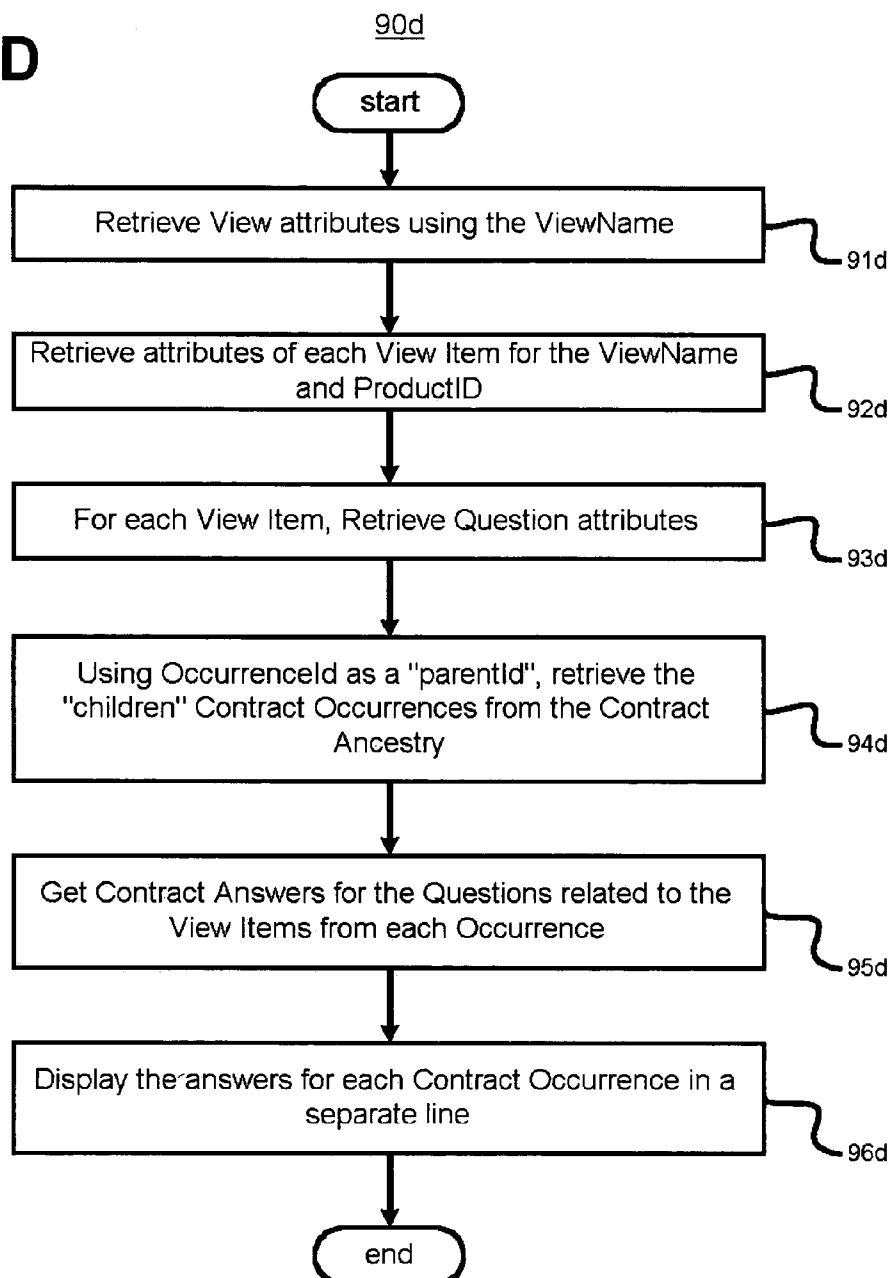 90d
D
start
Retrieve View attributes using the ViewName
91d
Retrieve attributes of each View Item for the ViewName
and ProductID
92d
For each View Item, Retrieve Question attributes
93d
Using OccurrenceId as a "parentId", retrieve the
"children" Contract Occurrences from the Contract
Ancestry
94d
Get Contract Answers for the Questions related to the
View Items from each Occurrence
95d
Display the answers for each Contract Occurrence in a
separate line
96d
end